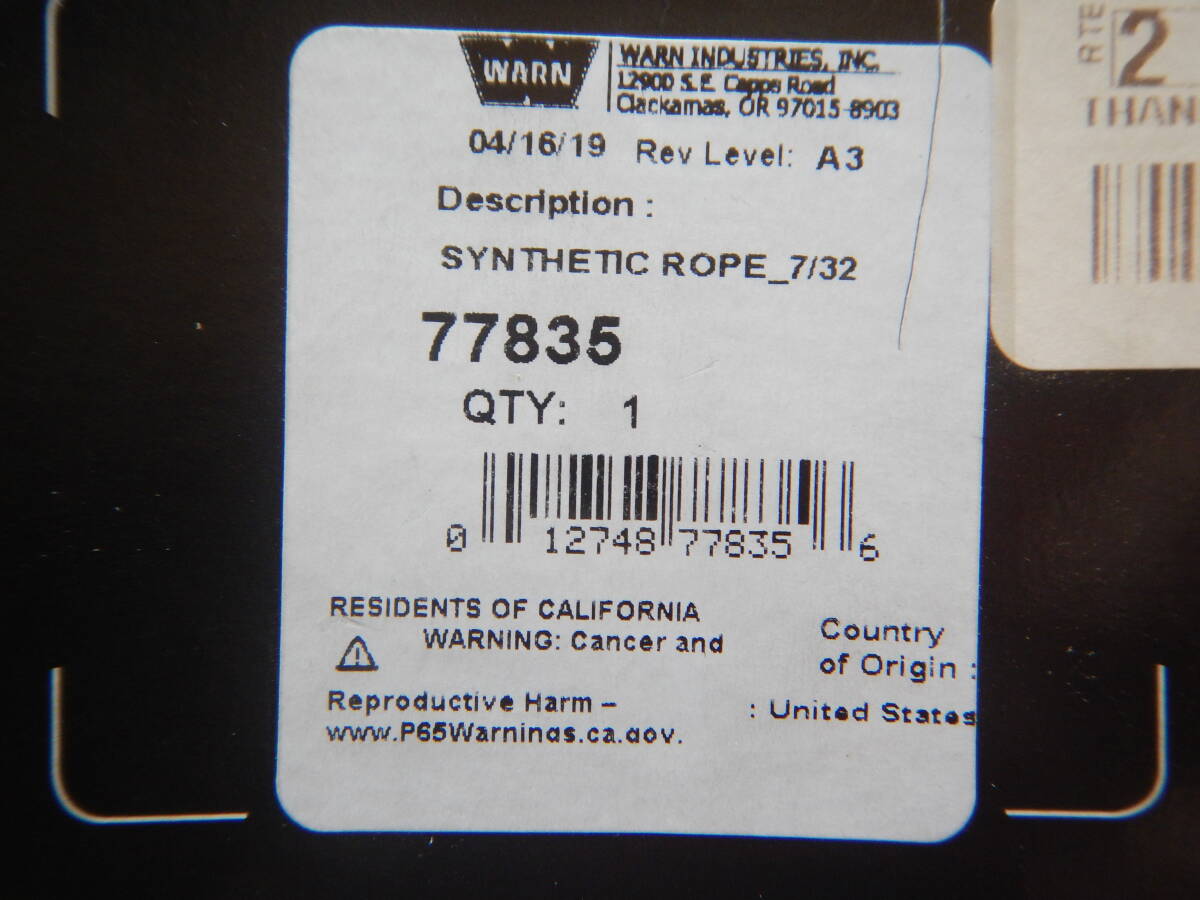 WARN
WARN INDUSTRIES, INC.
12900 S.E. Capps Road
Clackamas, OR 97015-8903
04/16/19 Rev Level: A3
Description :
SYNTHETIC ROPE_7/32
77835
QTY: 1
0 12748 77835 6
RESIDENTS OF CALIFORNIA
WARNING: Cancer and
Reproductive Harm –
www.P65Warnings.ca.gov.
Country
of Origin :
: United States
RTE
2
THAN